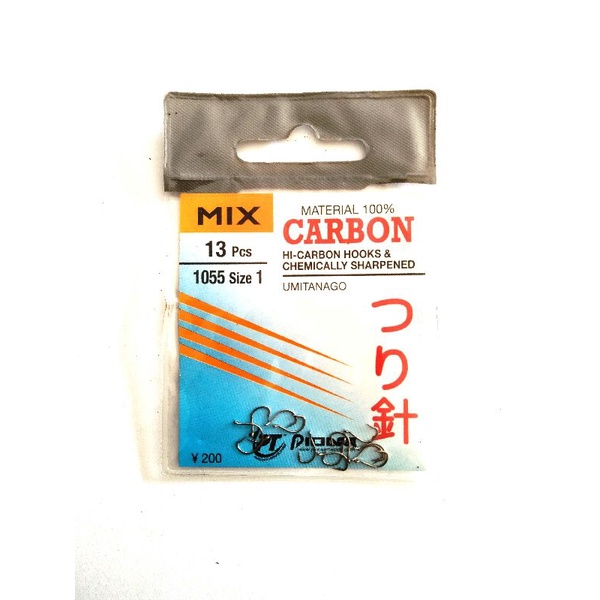 MIX
13 Pcs
1055 Size 1
MATERIAL 100%
CARBON
HI-CARBON HOOKS &
CHEMICALLY SHARPENED
UMITANAGO
つり針
¥ 200